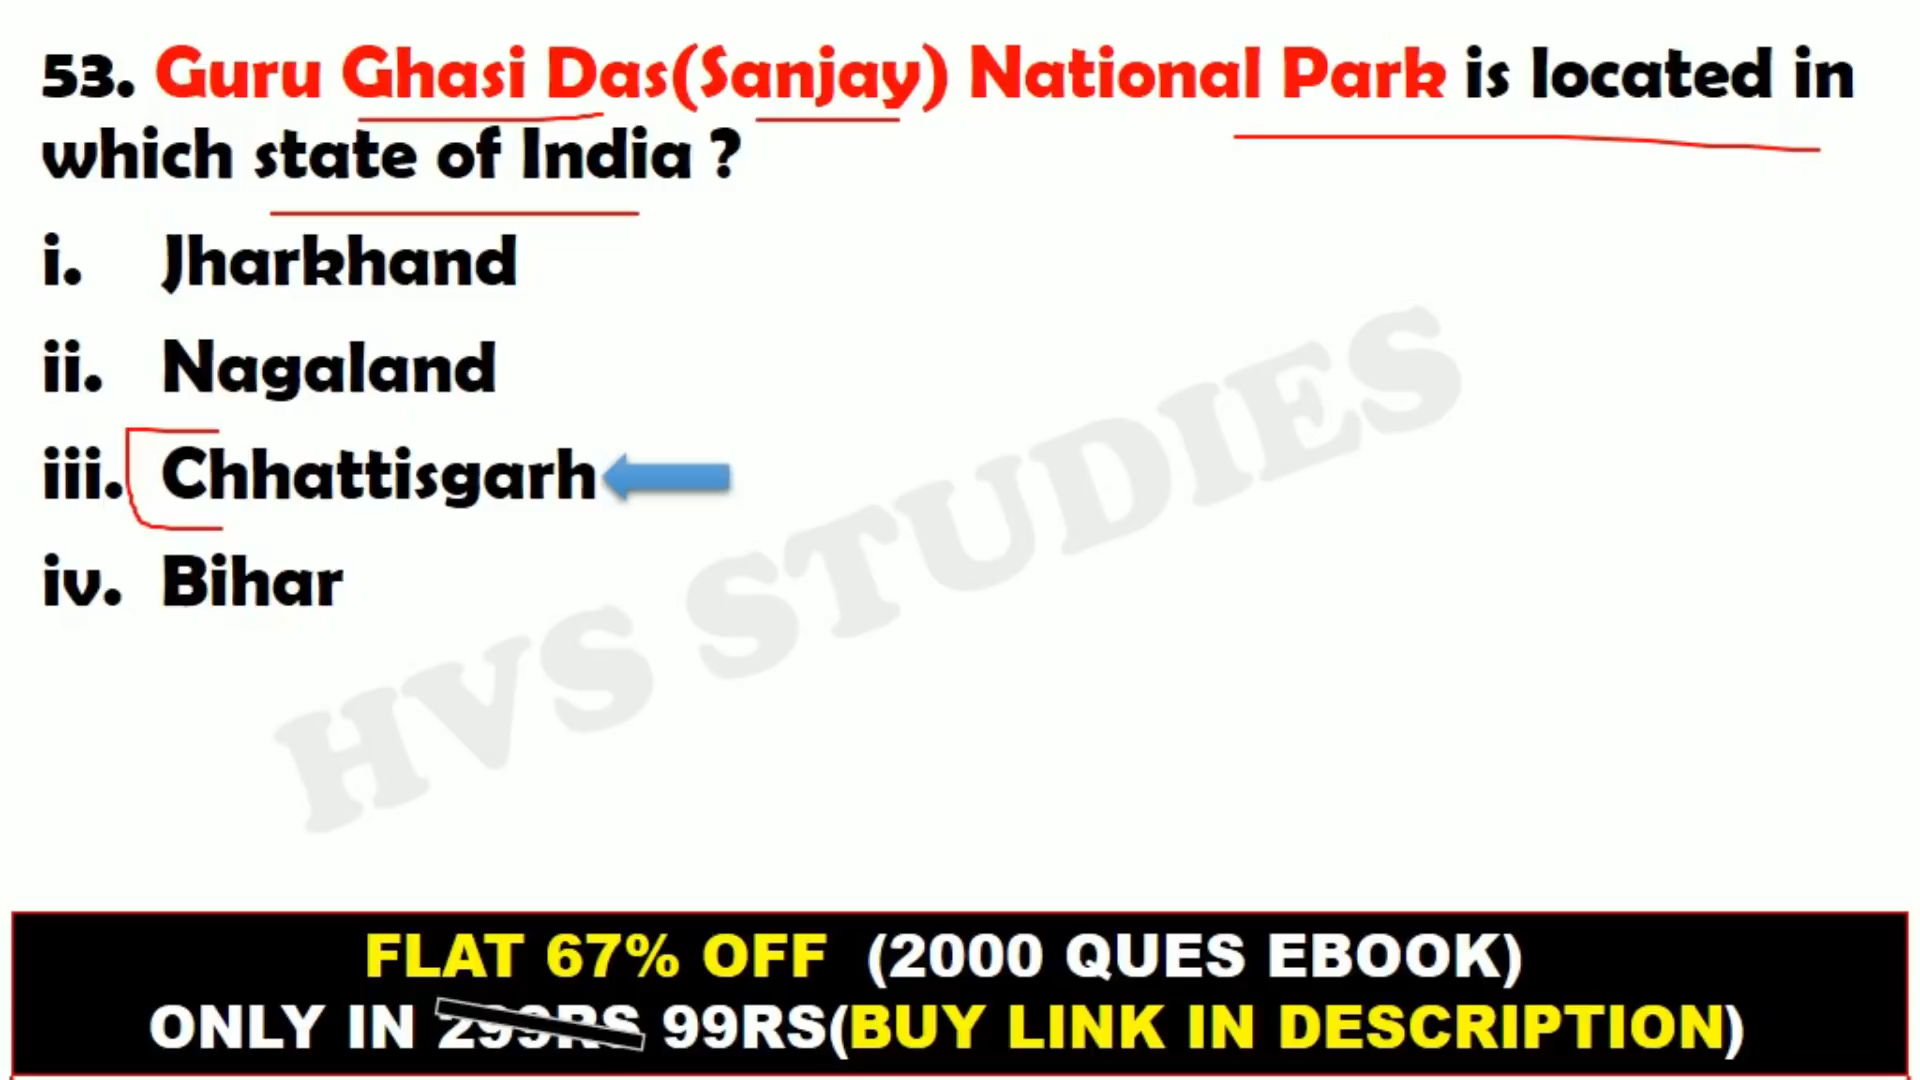 53. Guru Ghasi Das(Sanjay) National Park is located in
which state of India ?
i. Jharkhand
ii. Nagaland
iii. Chhattisgarh
iv. Bihar
HVS STUDIES
FLAT 67% OFF (2000 QUES EBOOK)
ONLY IN 299RS 99RS(BUY LINK IN DESCRIPTION)